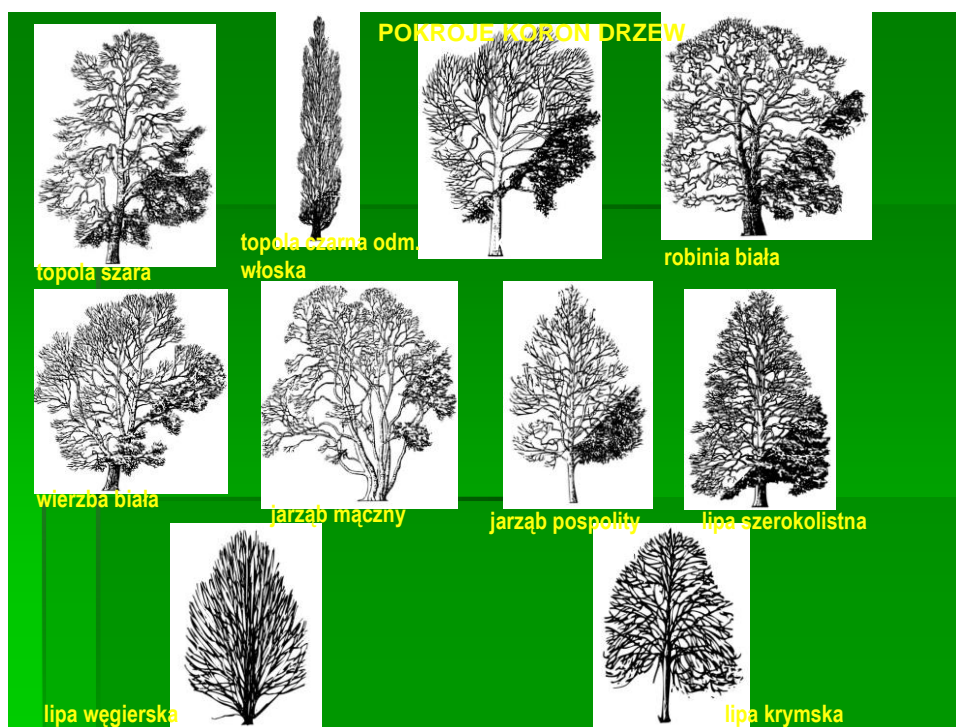 POKROJE KORON DRZEW
topola szara
topola czarna odm.
włoska
robinia biała
wierzba biała
jarząb mączny
jarząb pospolity
lipa szerokolistna
lipa węgierska
lipa krymska